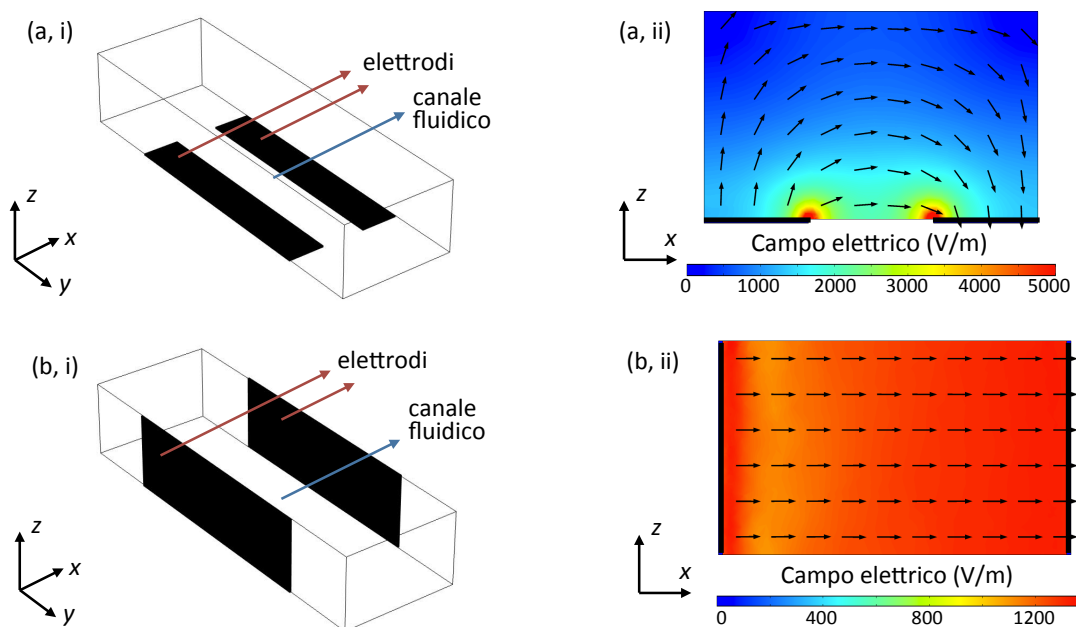 (a, i)
elettrodi
canale
fluidico
z
x
y
(a, ii)
z
x
Campo elettrico (V/m)
0 1000 2000 3000 4000 5000
(b, i)
elettrodi
canale
fluidico
z
x
y
(b, ii)
z
x
Campo elettrico (V/m)
0 400 800 1200